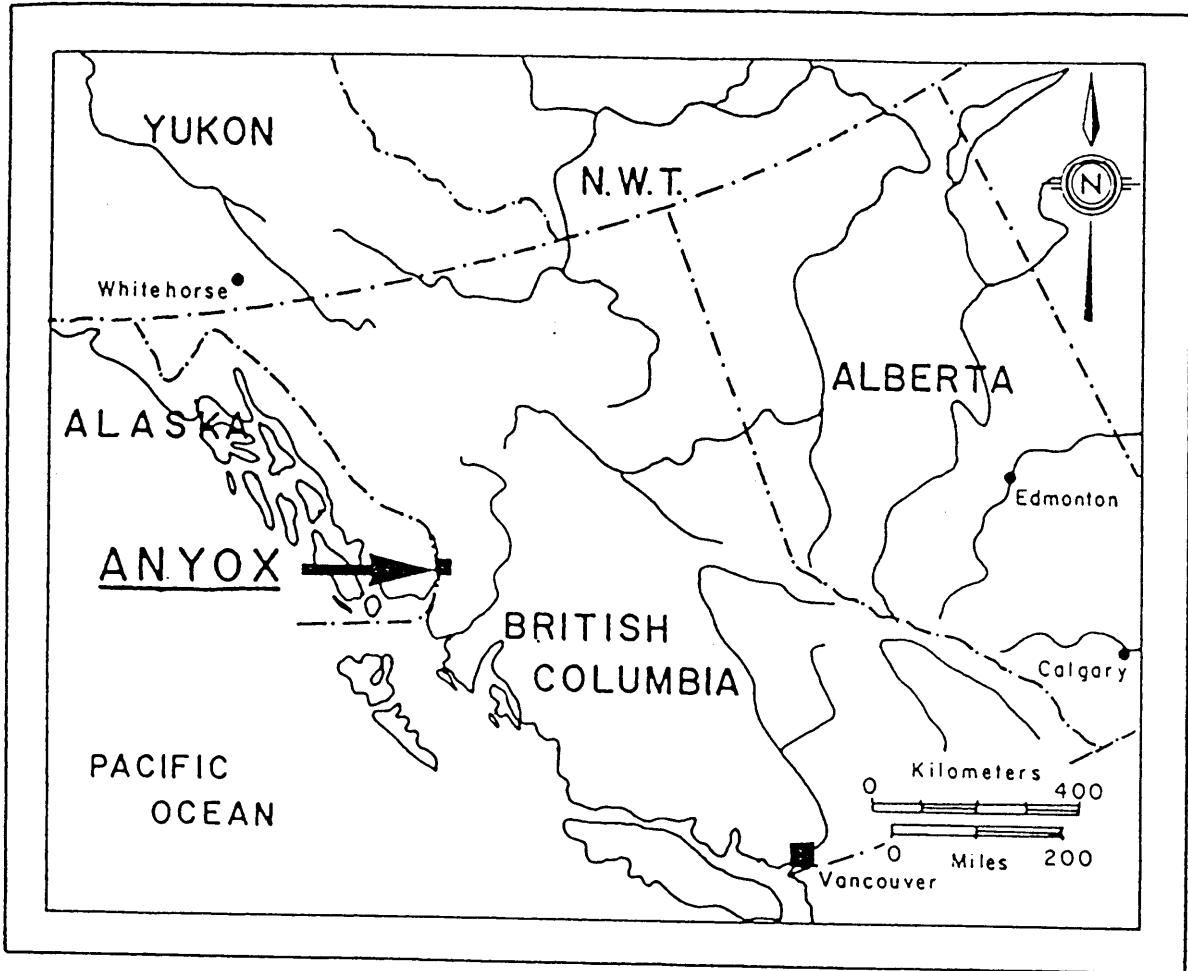 YUKON
N.W.T.
N
Whitehorse
ALASKA
ALBERTA
Edmonton
ANYOX
BRITISH
COLUMBIA
Calgary
PACIFIC
OCEAN
Kilometers
0 400
0 200
Miles
Vancouver